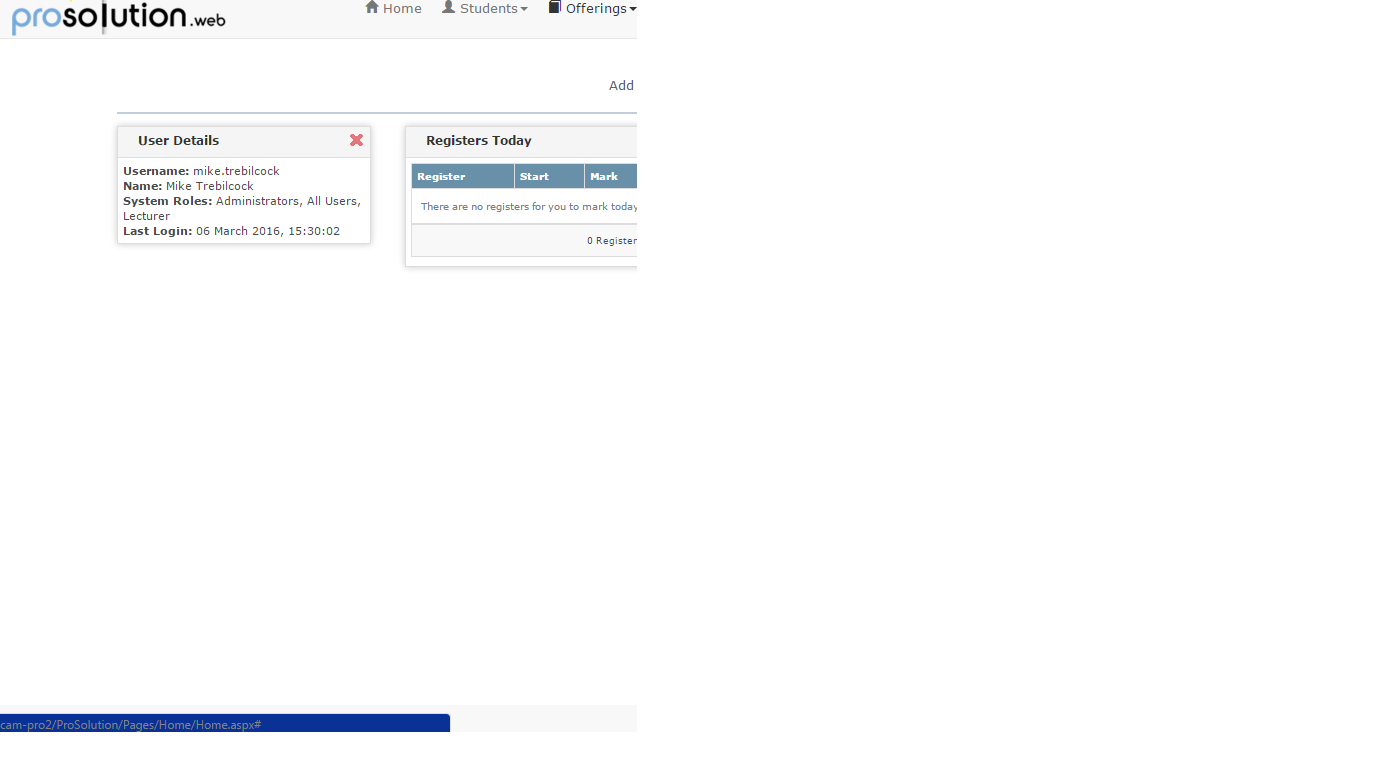 prosolution.web
Home Students Offerings
Add
User Details
Username: mike.trebilcock
Name: Mike Trebilcock
System Roles: Administrators, All Users,
Lecturer
Last Login: 06 March 2016, 15:30:02
Registers Today
Register Start Mark
There are no registers for you to mark today
0 Register
cam-pro2/ProSolution/Pages/Home/Home.aspx#